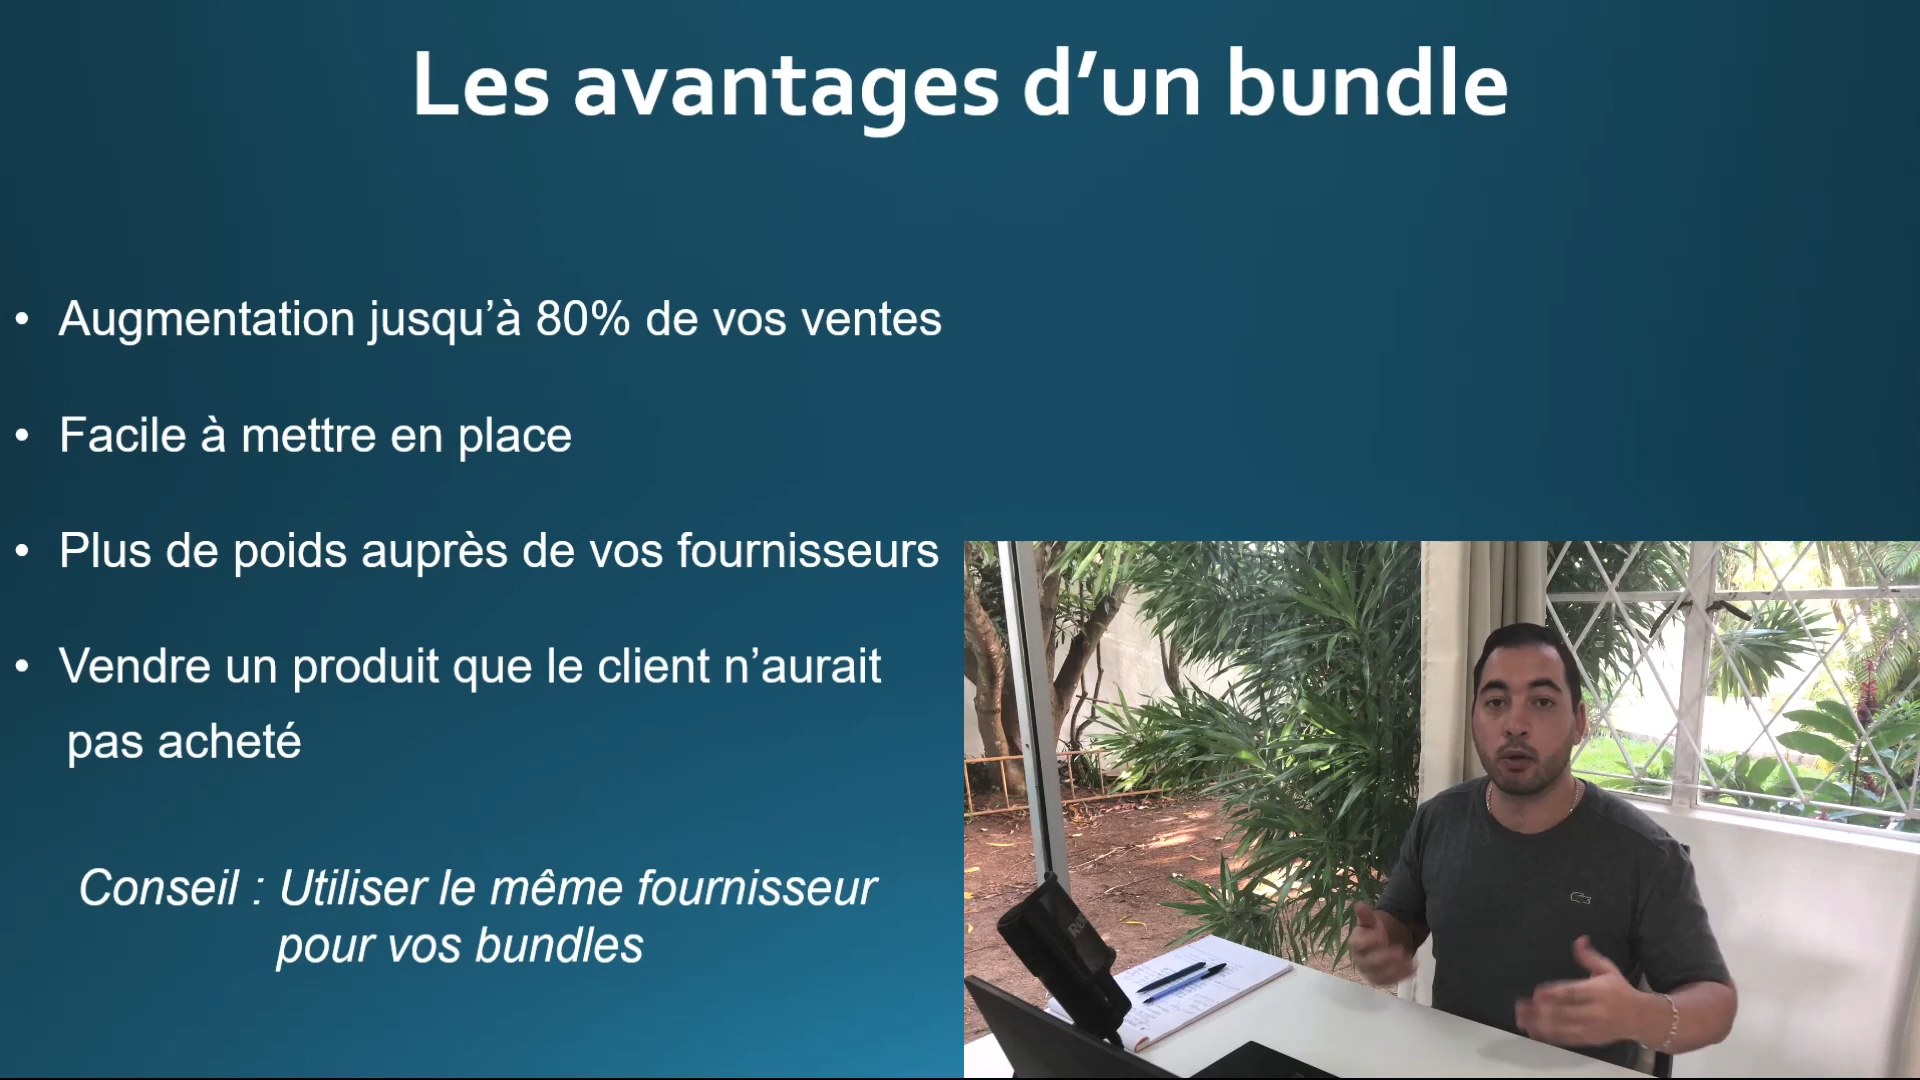 Les avantages d’un bundle
• Augmentation jusqu’à 80% de vos ventes
• Facile à mettre en place
• Plus de poids auprès de vos fournisseurs
• Vendre un produit que le client n’aurait
pas acheté
Conseil : Utiliser le même fournisseur
pour vos bundles